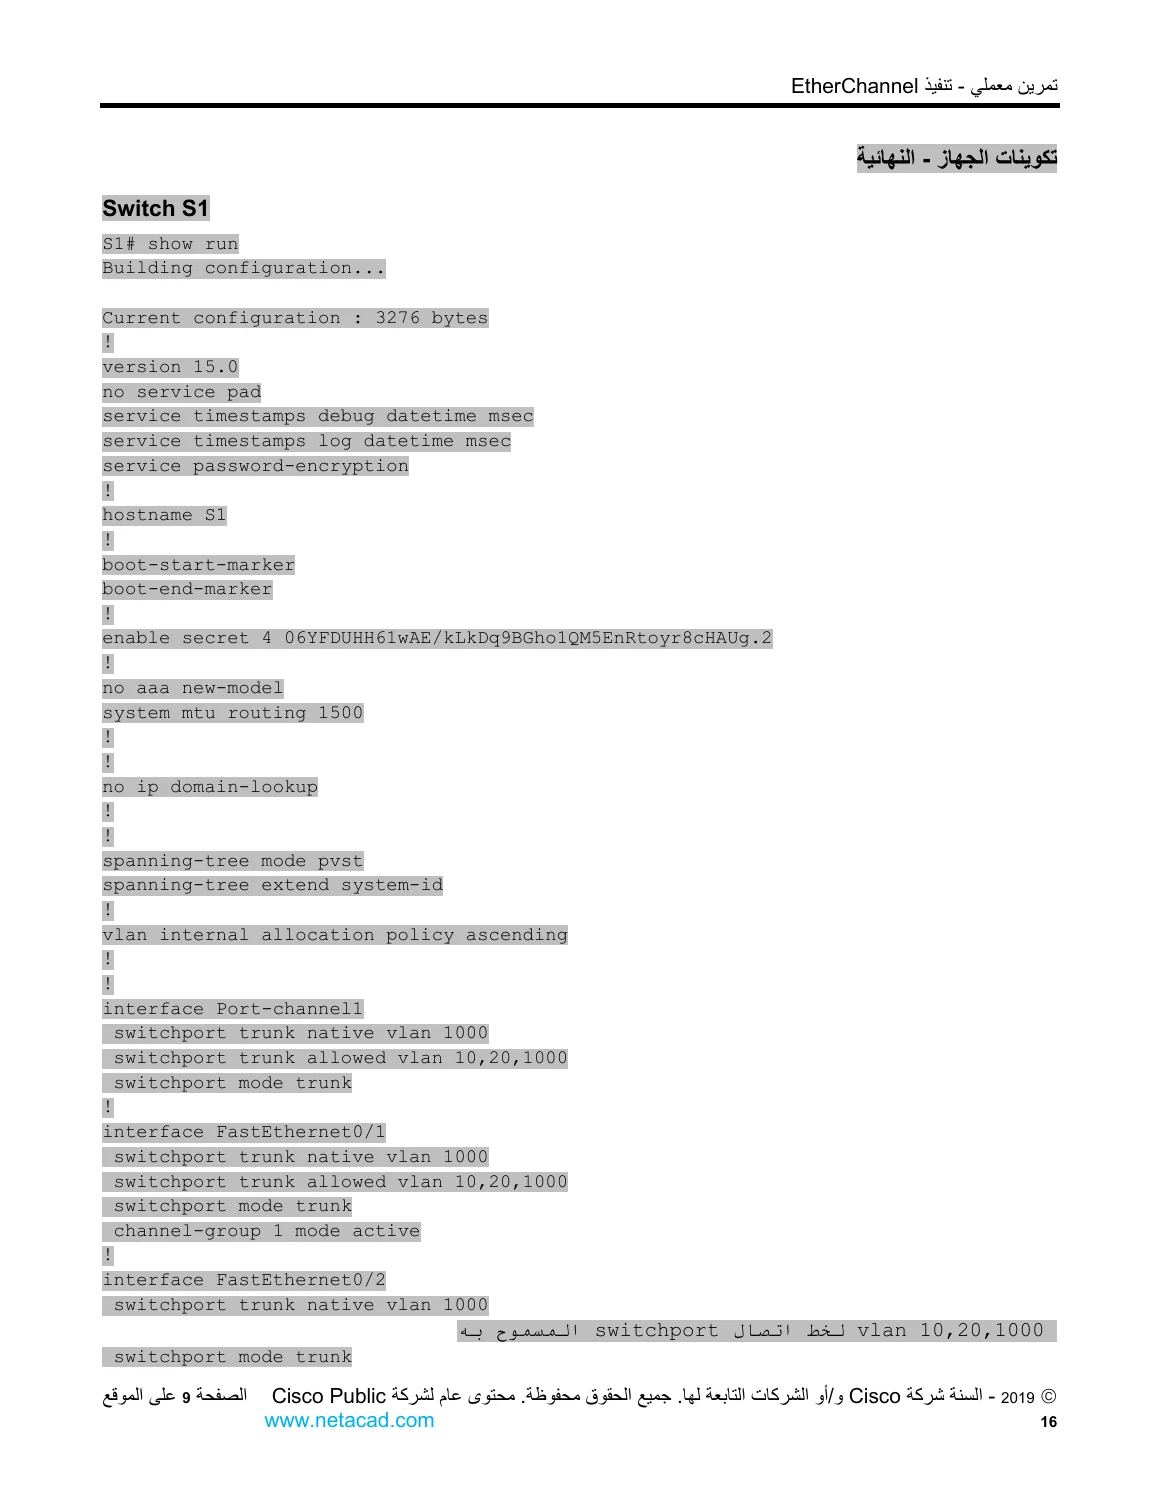 تمرين معملي - تنفيذ EtherChannel
تكوينات الجهاز - النهائية
Switch S1
S1# show run
Building configuration...
Current configuration : 3276 bytes
!
version 15.0
no service pad
service timestamps debug datetime msec
service timestamps log datetime msec
service password-encryption
!
hostname S1
!
boot-start-marker
boot-end-marker
!
enable secret 4 06YFDUHH61wAE/kLkDq9BGho1QM5EnRtoyr8cHAUg.2
!
no aaa new-model
system mtu routing 1500
!
!
no ip domain-lookup
!
!
spanning-tree mode pvst
spanning-tree extend system-id
!
vlan internal allocation policy ascending
!
!
interface Port-channel1
switchport trunk native vlan 1000
switchport trunk allowed vlan 10,20,1000
switchport mode trunk
!
interface FastEthernet0/1
switchport trunk native vlan 1000
switchport trunk allowed vlan 10,20,1000
switchport mode trunk
channel-group 1 mode active
!
interface FastEthernet0/2
switchport trunk native vlan 1000
vlan 10,20,1000 لخط اتصال switchport المسموح به
switchport mode trunk
© 2019 - السنة شركة Cisco و/أو الشركات التابعة لها. جميع الحقوق محفوظة. محتوى عام لشركة Cisco Public الصفحة 9 على الموقع
16 www.netacad.com